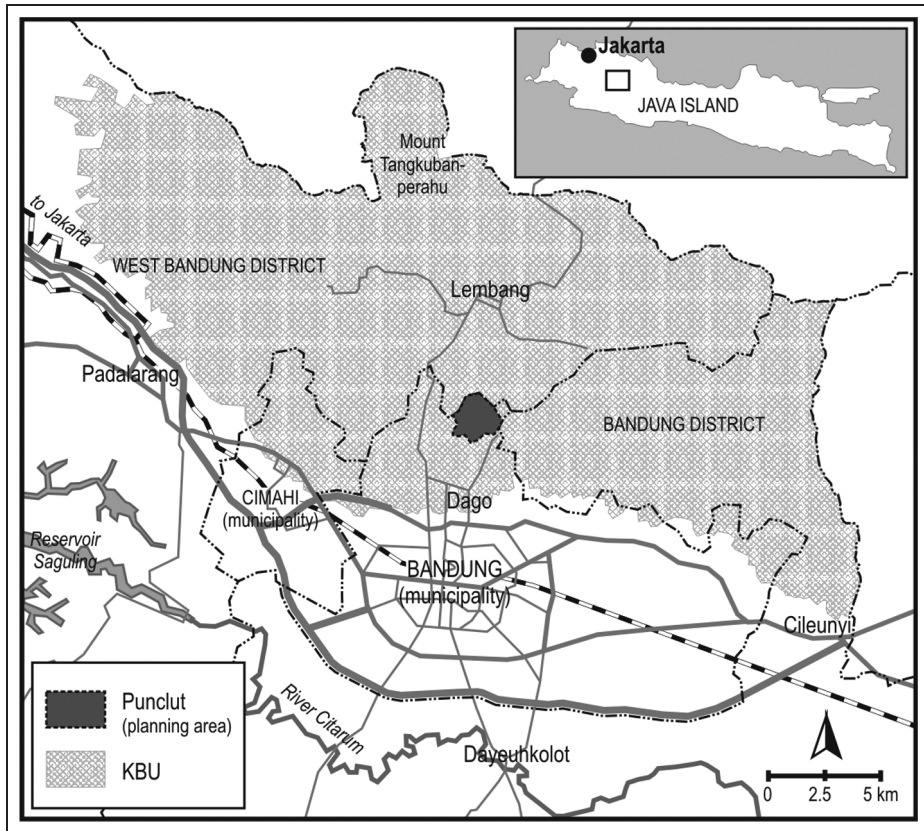 Jakarta
JAVA ISLAND
Mount
Tangkuban-
perahu
to Jakarta
WEST BANDUNG DISTRICT
Lembang
Padalarang
BANDUNG DISTRICT
CIMAHI
(municipality)
Dago
Reservoir
Saguling
BANDUNG
(municipality)
Cileunyi
River Citarum
Dayeuhkolot
Punclut
(planning area)
KBU
0 2.5 5 km